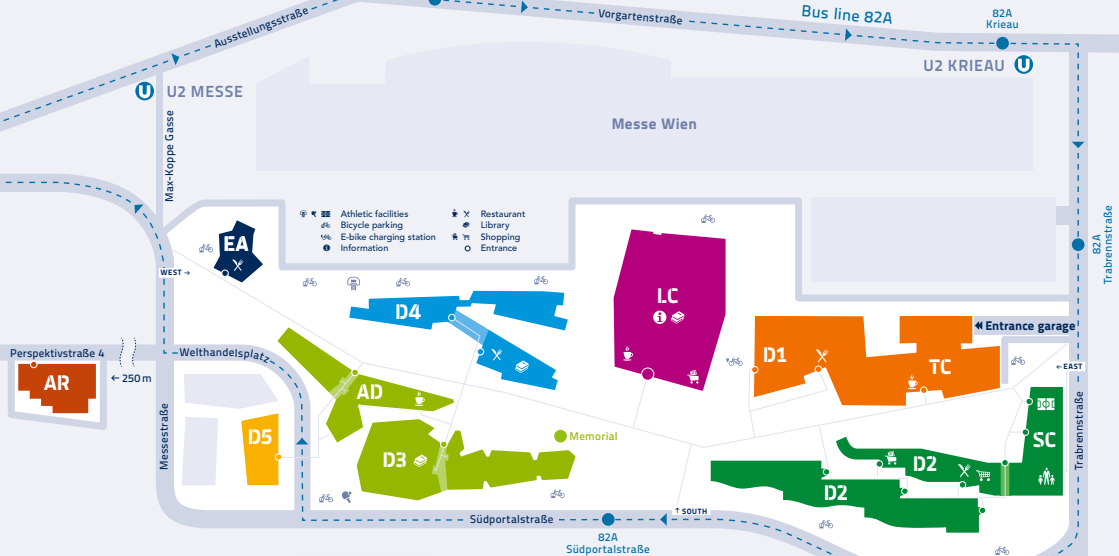 Ausstellungsstraße
Vorgartenstraße
Bus line 82A
82A
Krieau
U2 KRIEAU
U
U
U2 MESSE
Messe Wien
Max-Koppe Gasse
Athletic facilities
Bicycle parking
E-bike charging station
i Information
Restaurant
Library
Shopping
Entrance
82A
Trabrennstraße
EA
WEST →
D4
LC
i
D1
TC
Entrance garage
← EAST
Perspektivstraße 4
AR
← 250 m
Welthandelsplatz
AD
D5
D3
Memorial
Messestraße
D2
D2
SC
Trabrennstraße
↑ SOUTH
Südportalstraße
82A
Südportalstraße